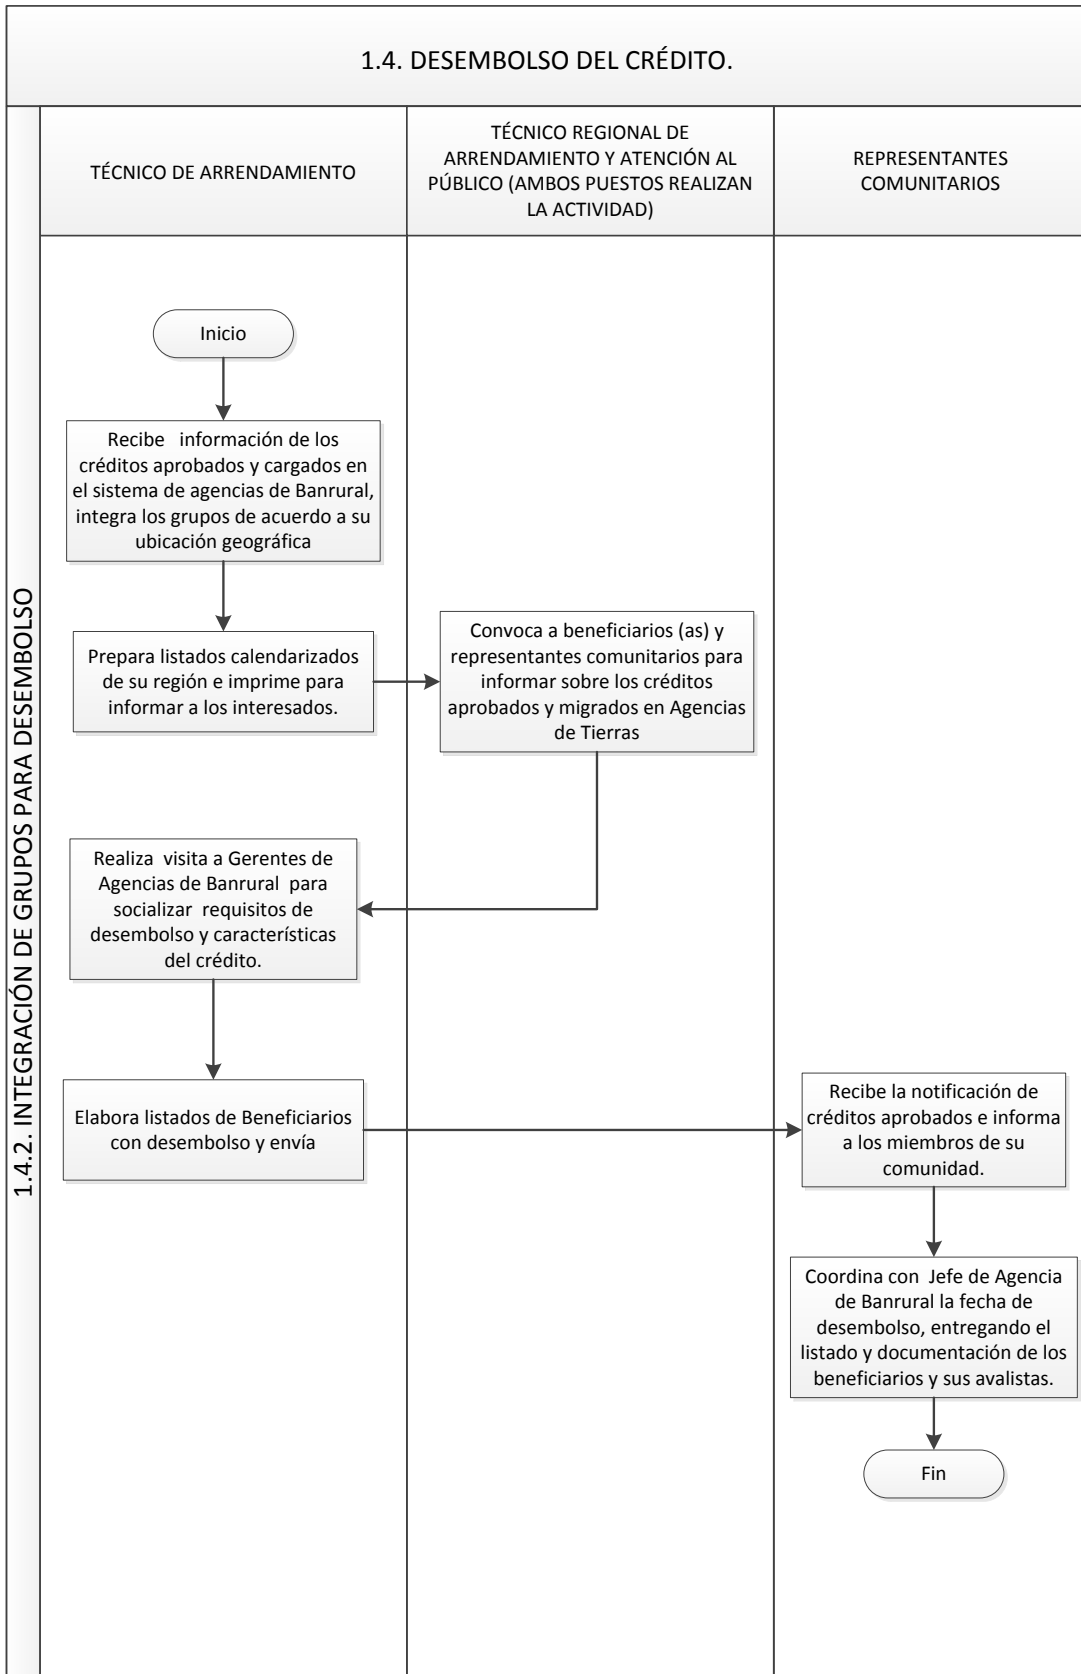 1.4. DESEMBOLSO DEL CRÉDITO.
1.4.2. INTEGRACIÓN DE GRUPOS PARA DESEMBOLSO
TÉCNICO DE ARRENDAMIENTO
TÉCNICO REGIONAL DE
ARRENDAMIENTO Y ATENCIÓN AL
PÚBLICO (AMBOS PUESTOS REALIZAN
LA ACTIVIDAD)
REPRESENTANTES
COMUNITARIOS
Inicio
Recibe información de los
créditos aprobados y cargados en
el sistema de agencias de Banrural,
integra los grupos de acuerdo a su
ubicación geográfica
Prepara listados calendarizados
de su región e imprime para
informar a los interesados.
Convoca a beneficiarios (as) y
representantes comunitarios para
informar sobre los créditos
aprobados y migrados en Agencias
de Tierras
Realiza visita a Gerentes de
Agencias de Banrural para
socializar requisitos de
desembolso y característicias
del crédito.
Elabora listados de Beneficiarios
con desembolso y envía
Recibe la notificación de
créditos aprobados e informa
a los miembros de su
comunidad.
Coordina con Jefe de Agencia
de Banrural la fecha de
desembolso, entregando el
listado y documentación de los
beneficiarios y sus avalistas.
Fin